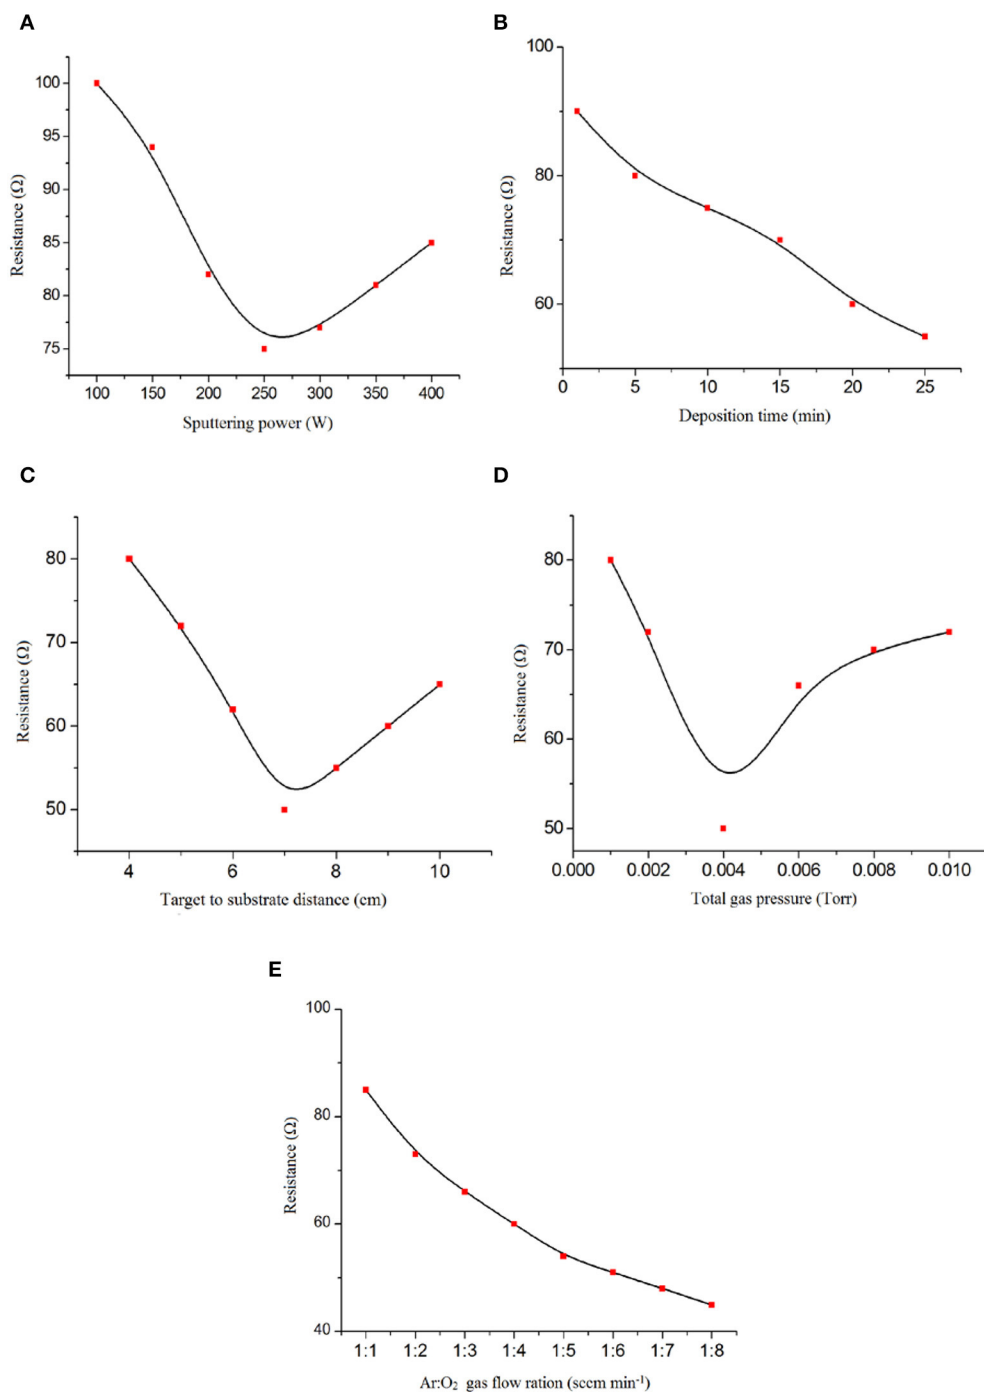 A
100
95
90
85
80
75
Resistance (Ω)
100 150 200 250 300 350 400
Sputtering power (W)
B
100
80
60
Resistance (Ω)
0 5 10 15 20 25
Deposition time (min)
C
80
70
60
50
Resistance (Ω)
4 6 8 10
Target to substrate distance (cm)
D
80
70
60
50
Resistance (Ω)
0.000 0.002 0.004 0.006 0.008 0.010
Total gas pressure (Torr)
E
100
80
60
40
Resistance (Ω)
1:1 1:2 1:3 1:4 1:5 1:6 1:7 1:8
Ar:O₂ gas flow ration (sccm min⁻¹)